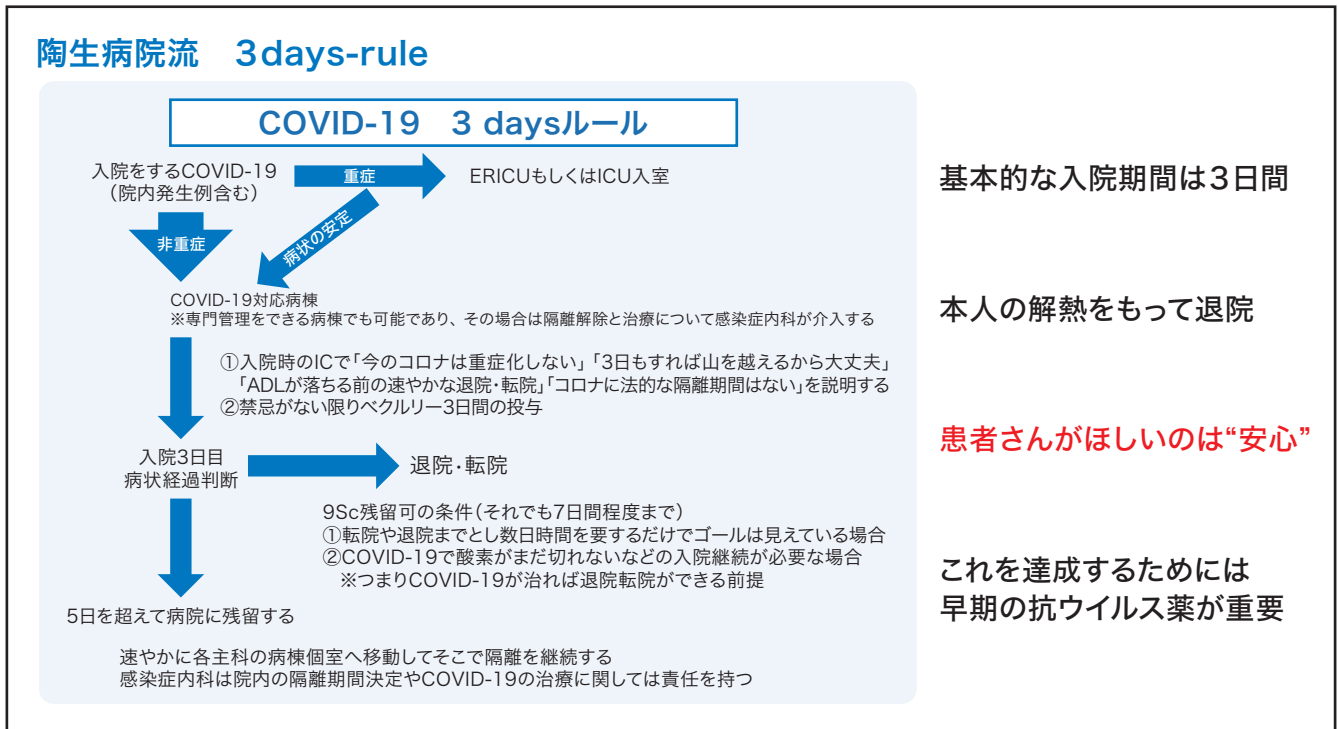 陶生病院流　3days-rule
COVID-19　3 daysルール
入院をするCOVID-19
（院内発生例含む）
重症
ERICUもしくはICU入室
非重症
病状の安定
COVID-19対応病棟
※専門管理をできる病棟でも可能であり、その場合は隔離解除と治療について感染症内科が介入する
①入院時のICで「今のコロナは重症化しない」「3日もすれば山を越えるから大丈夫」
「ADLが落ちる前の速やかな退院・転院」「コロナに法的な隔離期間はない」を説明する
②禁忌がない限りベクルリー3日間の投与
入院3日目
病状経過判断
退院・転院
9Sc残留可の条件（それでも7日間程度まで）
①転院や退院までとし数日時間を要するだけでゴールは見えている場合
②COVID-19で酸素がまだ切れないなどの入院継続が必要な場合
※つまりCOVID-19が治れば退院転院ができる前提
5日を超えて病院に残留する
速やかに各主科の病棟個室へ移動してそこで隔離を継続する
感染症内科は院内の隔離期間決定やCOVID-19の治療に関しては責任を持つ
基本的な入院期間は3日間
本人の解熱をもって退院
患者さんがほしいのは“安心”
これを達成するためには
早期の抗ウイルス薬が重要